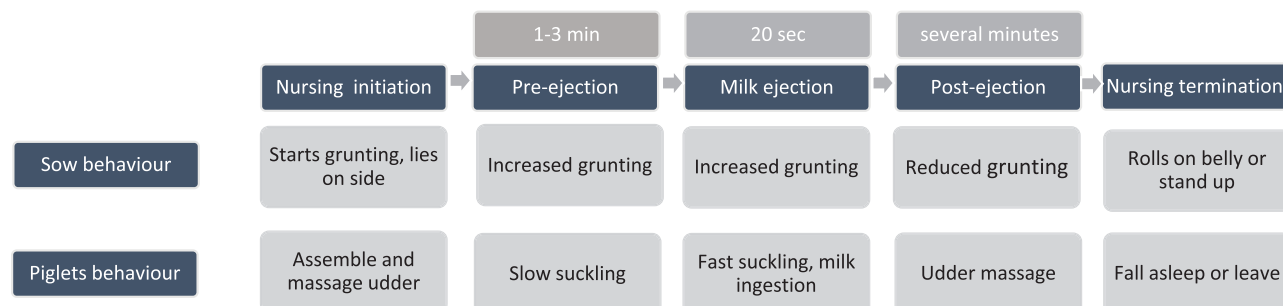 1-3 min
20 sec
several minutes
Nursing initiation
Pre-ejection
Milk ejection
Post-ejection
Nursing termination
Sow behaviour
Starts grunting, lies
on side
Increased grunting
Increased grunting
Reduced grunting
Rolls on belly or
stand up
Piglets behaviour
Assemble and
massage udder
Slow suckling
Fast suckling, milk
ingestion
Udder massage
Fall asleep or leave